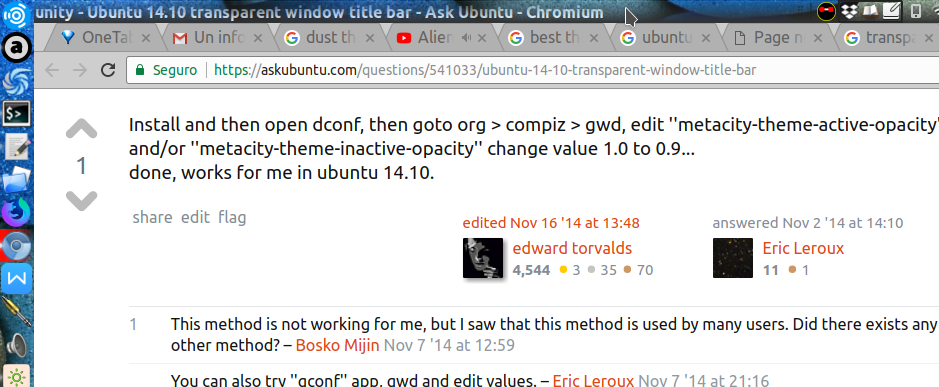 unity - Ubuntu 14.10 transparent window title bar - Ask Ubuntu - Chromium
OneTa
Un info
dust th
Alien
best th
ubuntu
Page n
transpa
Seguro
https://askubuntu.com/questions/541033/ubuntu-14-10-transparent-window-title-bar
Install and then open dconf, then goto org > compiz > gwd, edit ''metacity-theme-active-opacity'
and/or ''metacity-theme-inactive-opacity'' change value 1.0 to 0.9...
1
done, works for me in ubuntu 14.10.
share edit flag
edited Nov 16 '14 at 13:48
answered Nov 2 '14 at 14:10
edward torvalds
Eric Leroux
4,544 3 35 70
11 1
1 This method is not working for me, but I saw that this method is used by many users. Did there exists any
other method? – Bosko Mijin Nov 7 '14 at 12:59
You can also try ''gconf'' app, gwd and edit values. – Eric Leroux Nov 7 '14 at 21:16